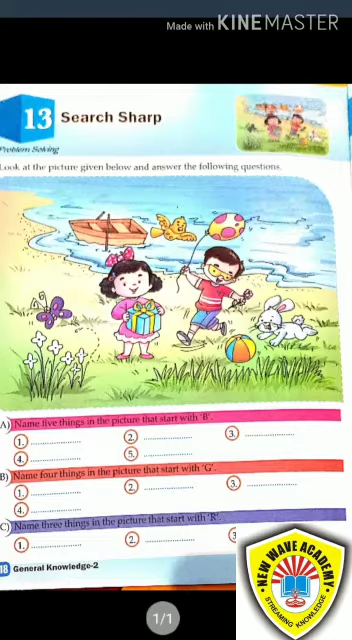 Made with KINEMASTER
13 Search Sharp
Problem Solving
Look at the picture given below and answer the following questions.
A) Name five things in the picture that start with 'B'.
1. .................... 2. .................... 3. ....................
4. .................... 5. ....................
B) Name four things in the picture that start with 'G'.
1. .................... 2. .................... 3. ....................
4. ....................
C) Name three things in the picture that start with 'R'.
1. .................... 2. .................... 3
18 General Knowledge-2
1/1
• NEW WAVE ACADEMY •
STREAMING KNOWLEDGE